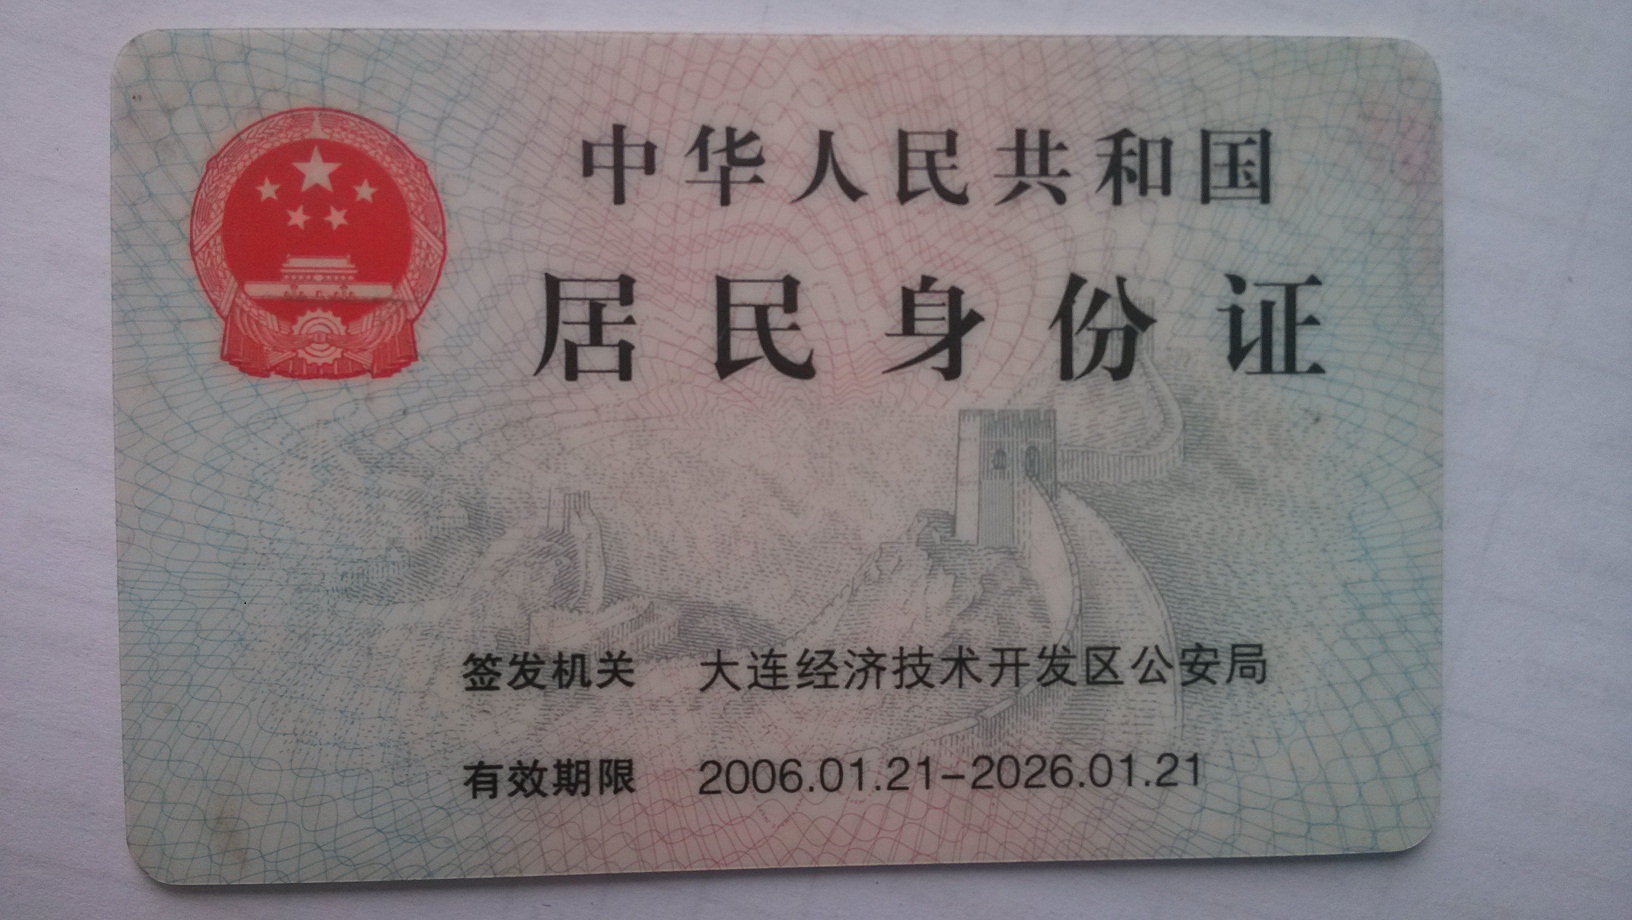 中华人民共和国
居民身份证
签发机关 大连经济技术开发区公安局
有效期限 2006.01.21-2026.01.21